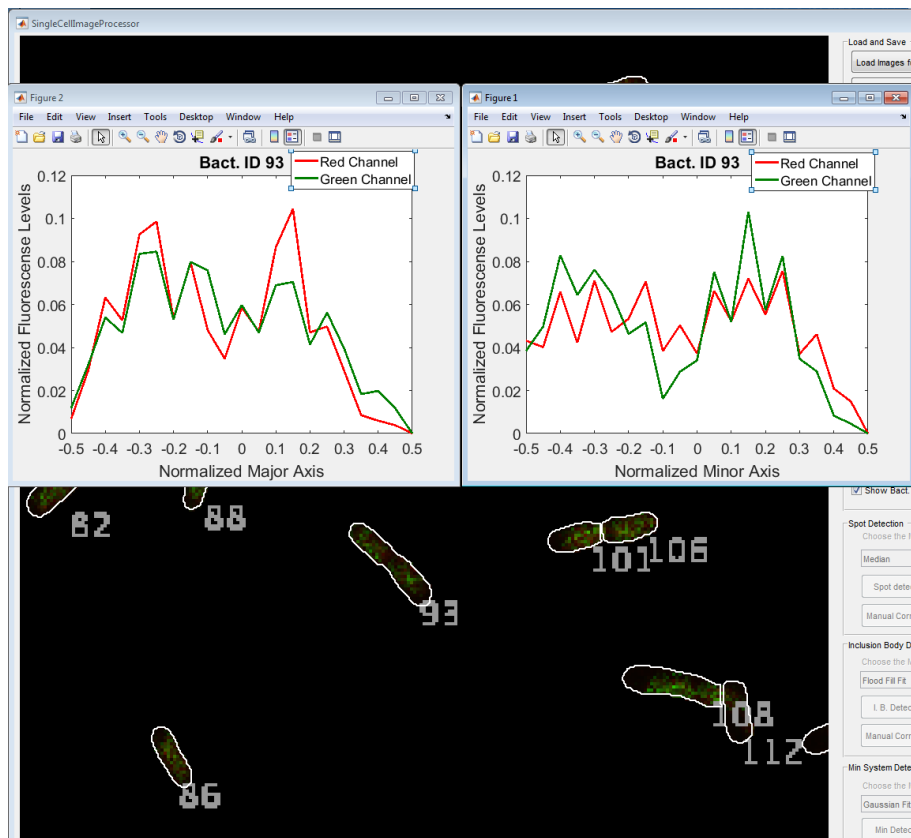 SingleCellImageProcessor
Load and Save
Load Images f
Figure 2
File Edit View Insert Tools Desktop Window Help
Bact. ID 93
Red Channel
Green Channel
0.12
0.1
0.08
0.06
0.04
0.02
0
Normalized Fluorescense Levels
-0.5 -0.4 -0.3 -0.2 -0.1 0 0.1 0.2 0.3 0.4 0.5
Normalized Major Axis
Figure 1
File Edit View Insert Tools Desktop Window Help
Bact. ID 93
Red Channel
Green Channel
0.12
0.1
0.08
0.06
0.04
0.02
0
Normalized Fluorescense Levels
-0.5 -0.4 -0.3 -0.2 -0.1 0 0.1 0.2 0.3 0.4 0.5
Normalized Minor Axis
82
88
93
101
106
108
112
86
Show Bact.
Spot Detection
Choose the
Median
Spot dete
Manual Corr
Inclusion Body D
Choose the
Flood Fill Fit
I. B. Detec
Manual Corr
Min System Dete
Choose the
Gaussian Fit
Min Detec